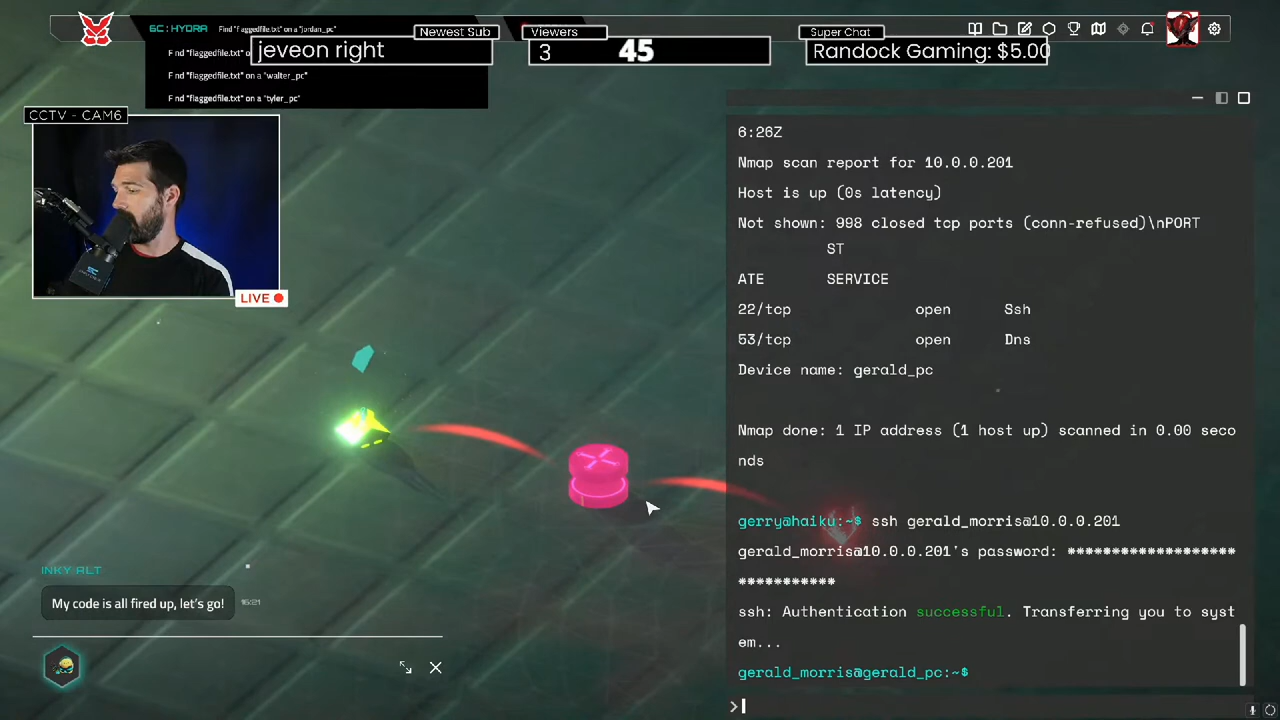 GC: HYDRA
Find "flaggedfile.txt" on a "jordan_pc"
Find "flaggedfile.txt" o
Find "flaggedfile.txt" on a "walter_pc"
Find "flaggedfile.txt" on a "tyler_pc"
Newest Sub
jeveon right
Viewers
3
45
Super Chat
Randock Gaming: $5.00
CCTV - CAM6
LIVE
6:26Z
Nmap scan report for 10.0.0.201
Host is up (0s latency)
Not shown: 998 closed tcp ports (conn-refused)\nPORT
ST
ATE SERVICE
22/tcp open Ssh
53/tcp open Dns
Device name: gerald_pc
Nmap done: 1 IP address (1 host up) scanned in 0.00 seco
nds
gerry@haiku:~$ ssh gerald_morris@10.0.0.201
gerald_morris@10.0.0.201's password: *******************
***********
ssh: Authentication successful. Transferring you to syst
em...
gerald_morris@gerald_pc:~$
>
INKY-ALT
My code is all fired up, let's go!